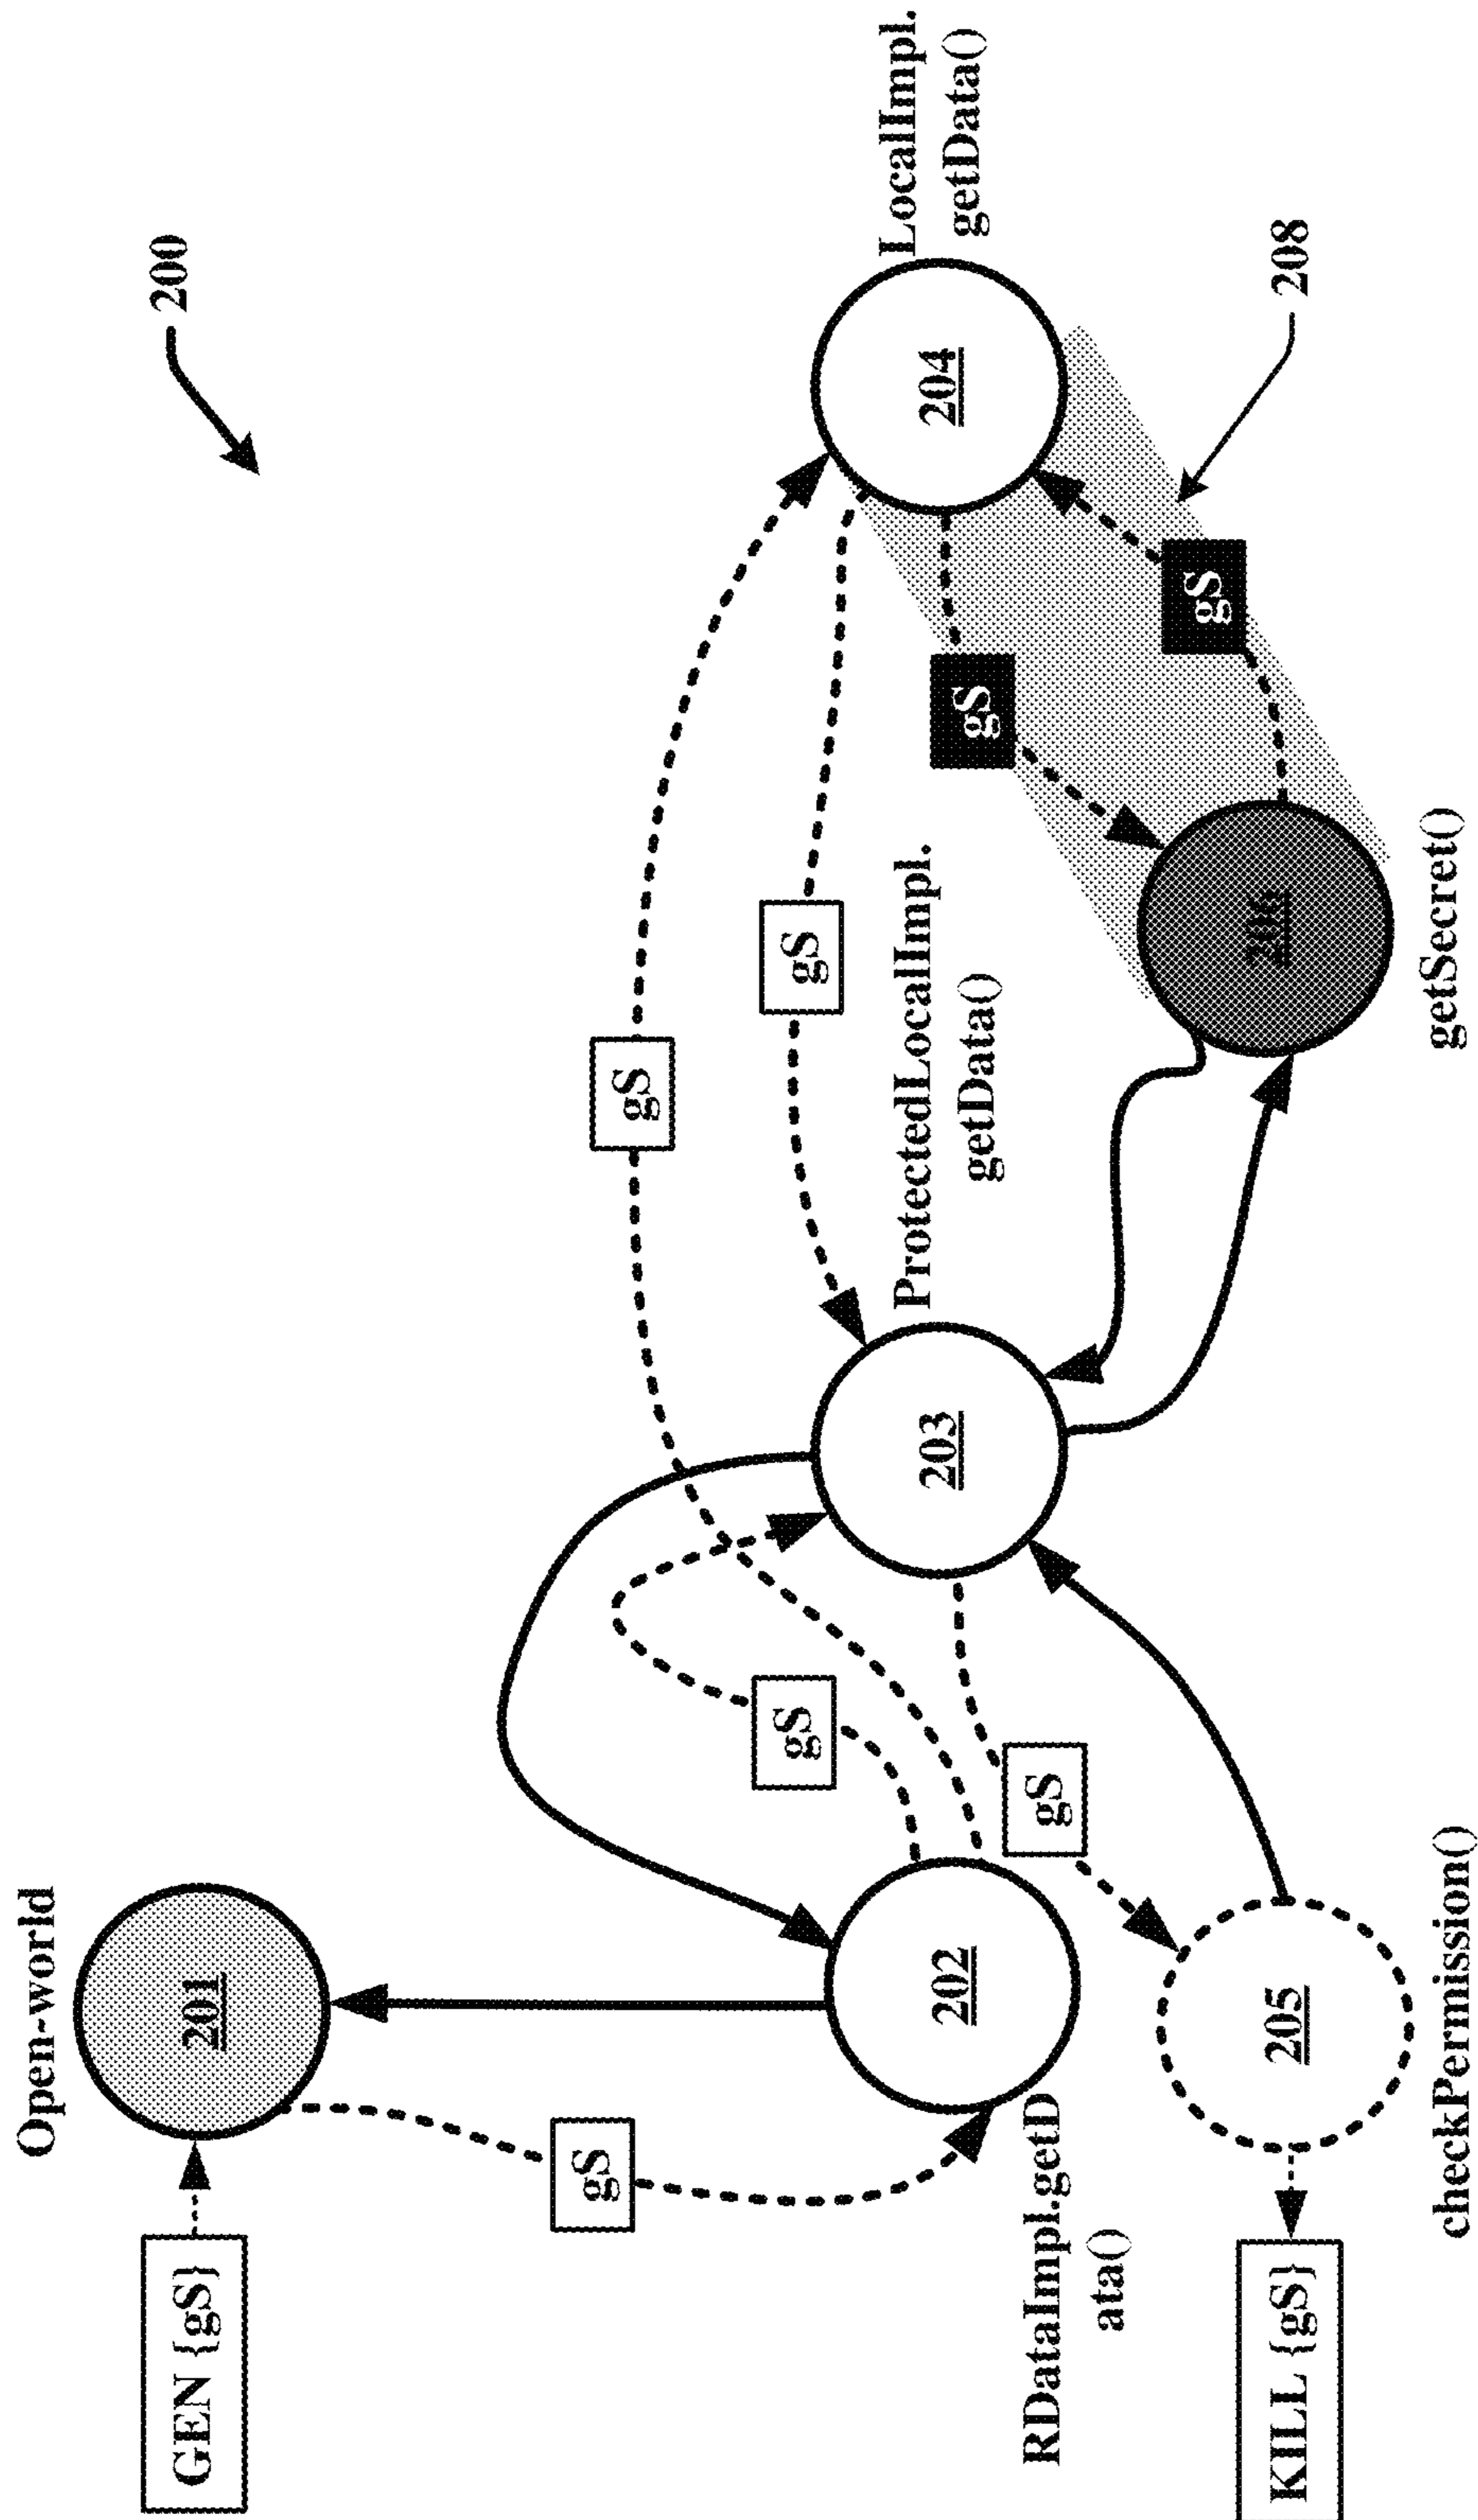 200
Open-world
GEN {gS}
201
gS
gS
gS
gS
gS
LocalImpl.
getData()
204
ProtectedLocalImpl.
getData()
203
202
RDataImpl.getD
ata()
gS
gS
208
206
getSecret()
205
checkPermission()
KILL {gS}